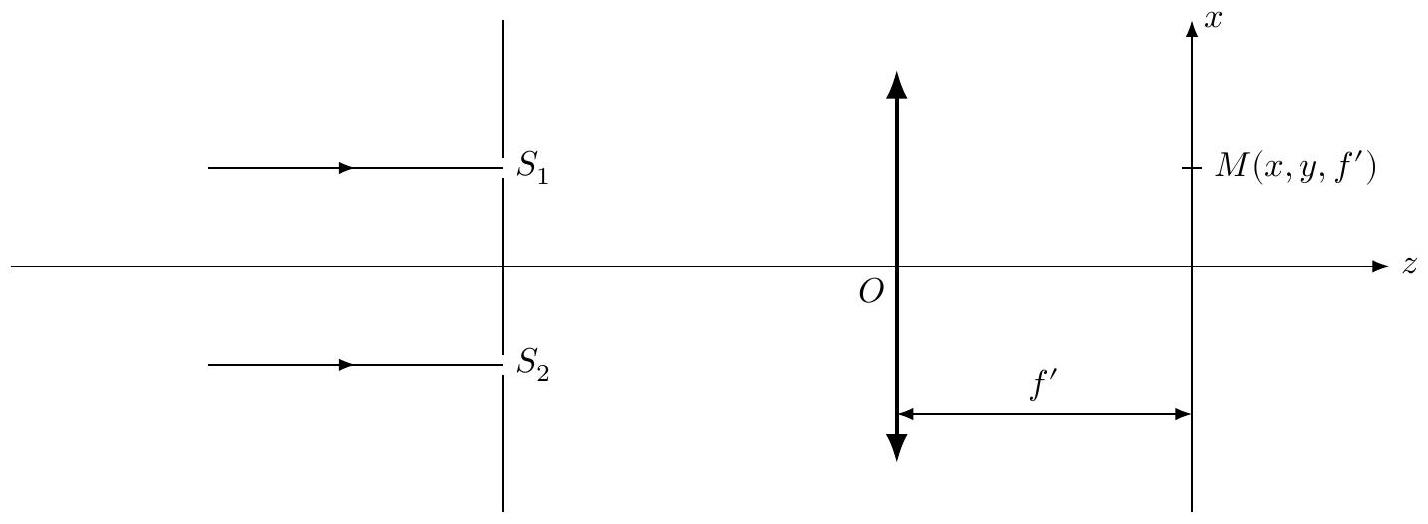 x
S₁
M(x, y, f′)
z
O
S₂
f′